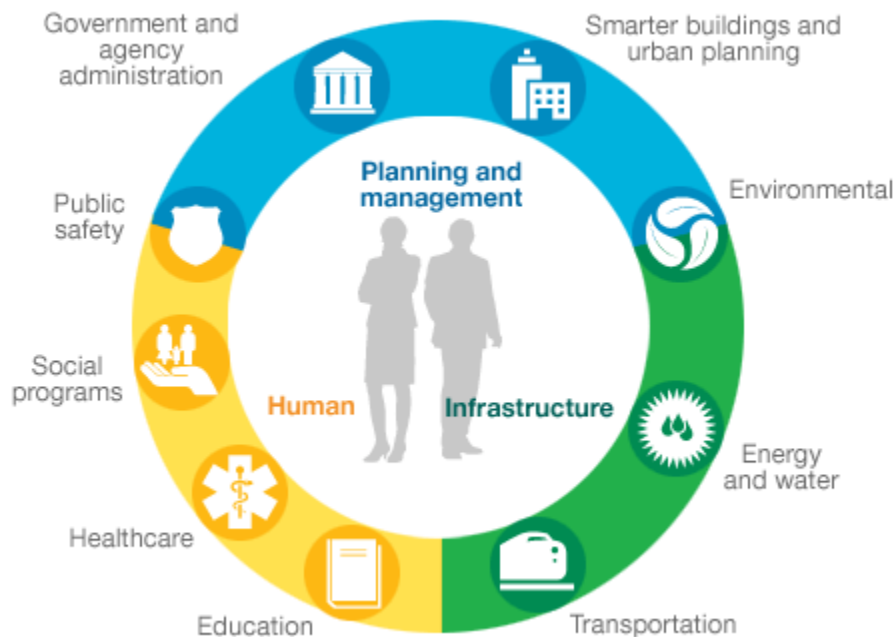 Government and
agency
administration
Smarter buildings and
urban planning
Planning and
management
Public
safety
Environmental
Social
programs
Human
Infrastructure
Energy
and water
Healthcare
Education
Transportation